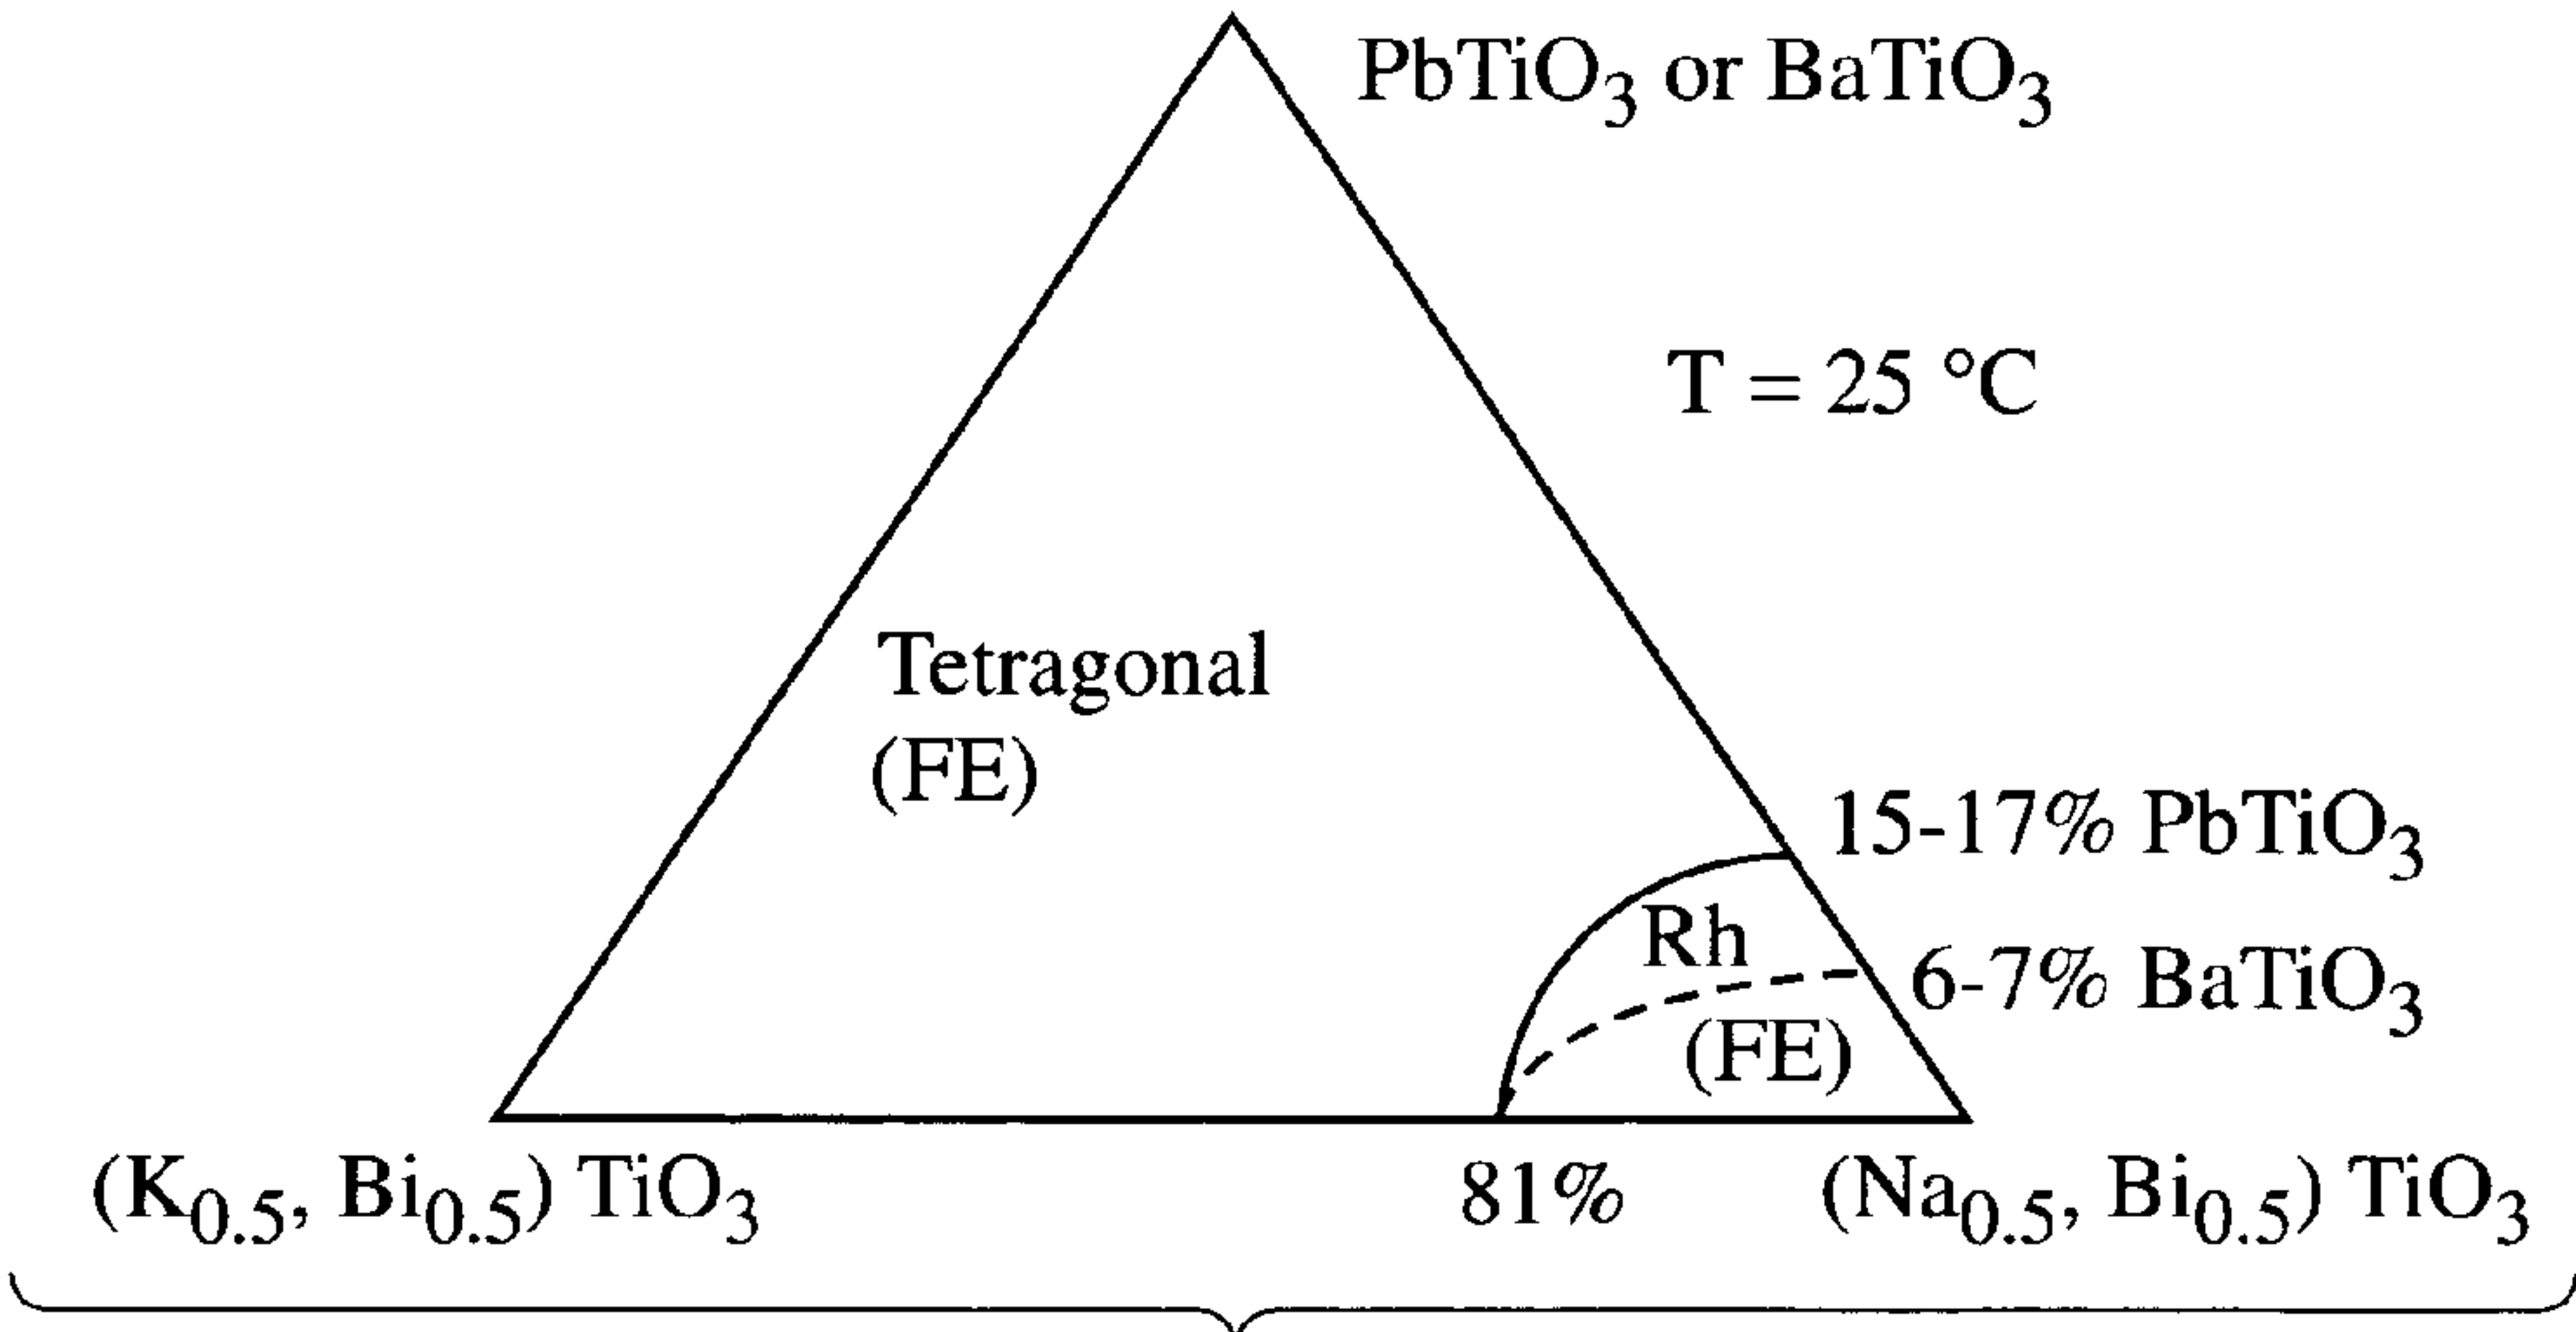 PbTiO₃ or BaTiO₃
T = 25 °C
Tetragonal
(FE)
15-17% PbTiO₃
Rh
6-7% BaTiO₃
(FE)
(K₀.₅, Bi₀.₅) TiO₃
81%
(Na₀.₅, Bi₀.₅) TiO₃